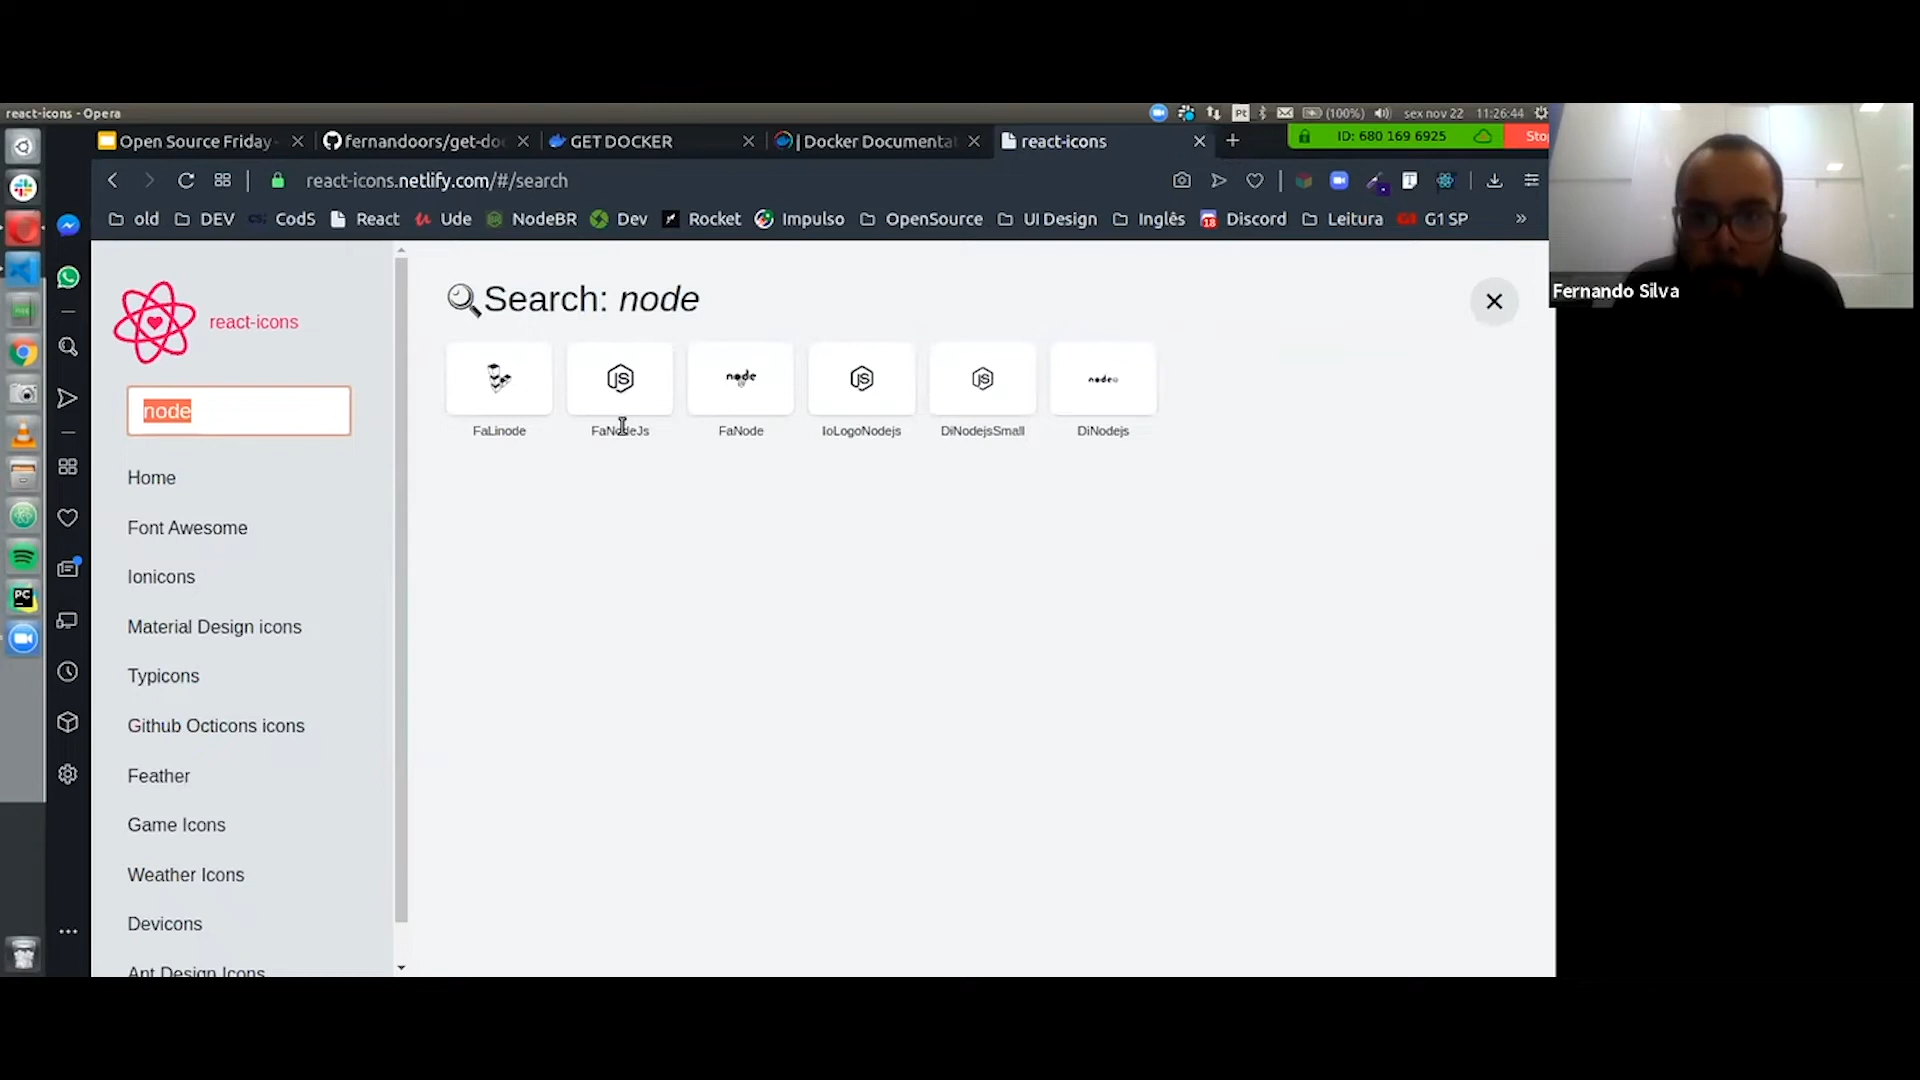 react-icons - Opera
Pt
(100%)
sex nov 22
11:26:44
Open Source Friday
fernandoors/get-do
GET DOCKER
| Docker Documenta
react-icons
ID: 680 169 6925
Sto
react-icons.netlify.com/#/search
old
DEV
CodS
React
Ude
NodeBR
Dev
Rocket
Impulso
OpenSource
UI Design
Inglês
Discord
Leitura
G1 SP
»
Fernando Silva
react-icons
node
Home
Font Awesome
Ionicons
Material Design icons
Typicons
Github Octicons icons
Feather
Game Icons
Weather Icons
Devicons
Ant Design Icons
Search: node
FaLinode
FaNodeJs
FaNode
IoLogoNodejs
DiNodejsSmall
DiNodejs